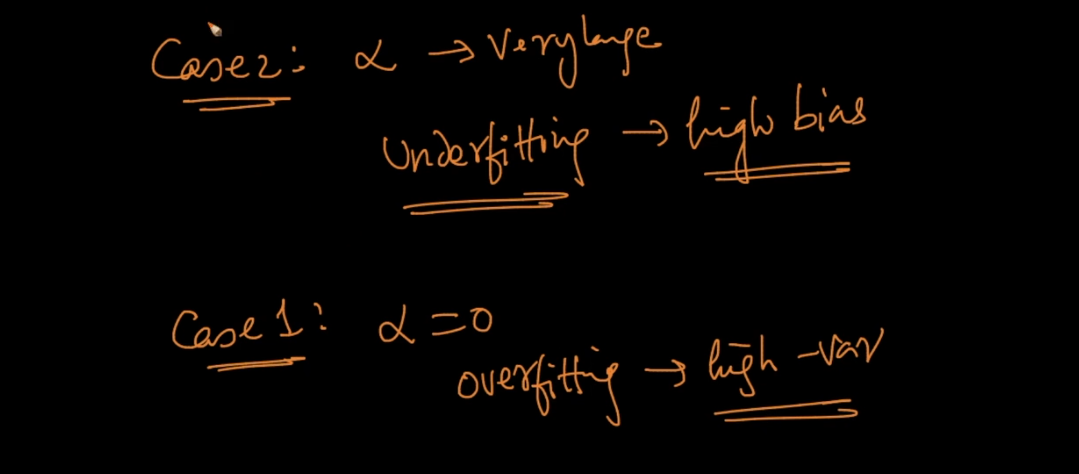 Case2: α → Verylarge
Underfitting → high bias
Case 1: α = 0
overfitting → high -var